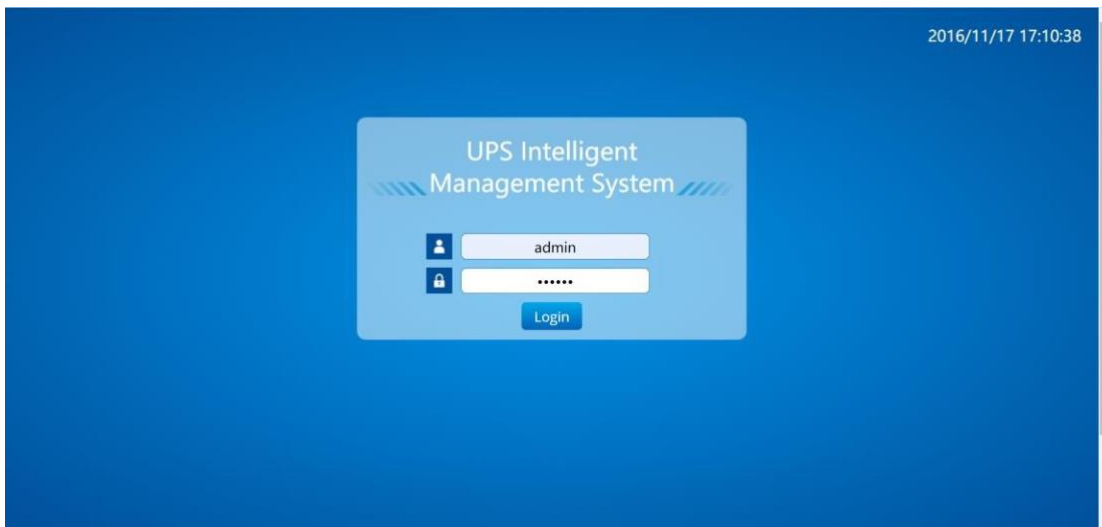 2016/11/17 17:10:38
UPS Intelligent
Management System
admin
••••••
Login